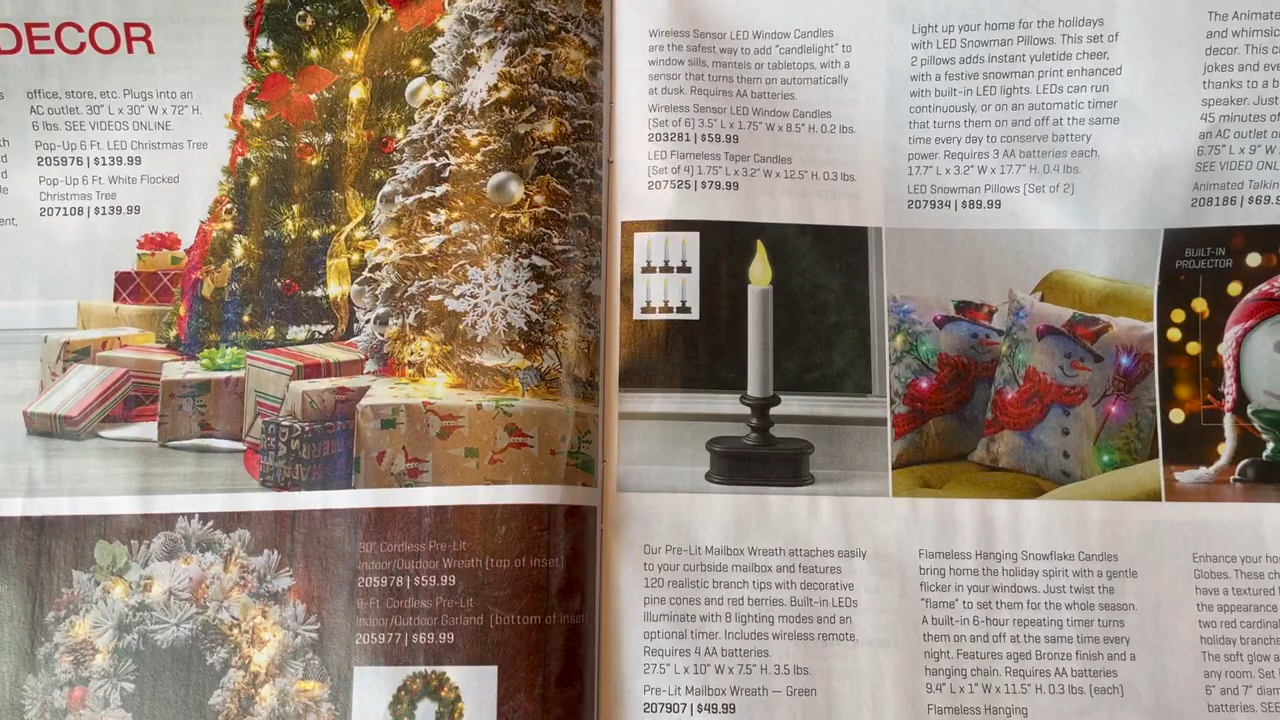 DECOR
office, store, etc. Plugs into an
AC outlet. 30" L x 30" W x 72" H.
6 lbs. SEE VIDEOS ONLINE.
Pop-Up 6 Ft. LED Christmas Tree
205976 | $139.99
Pop-Up 6 Ft. White Flocked
Christmas Tree
207108 | $139.99
30" Cordless Pre-Lit
Indoor/Outdoor Wreath (top of inset)
205978 | $59.99
9-Ft. Cordless Pre-Lit
Indoor/Outdoor Garland (bottom of inset)
205977 | $69.99
Wireless Sensor LED Window Candles
are the safest way to add "candlelight" to
window sills, mantels or tabletops, with a
sensor that turns them on automatically
at dusk. Requires AA batteries.
Wireless Sensor LED Window Candles
(Set of 6) 3.5" L x 1.75" W x 8.5" H. 0.2 lbs.
203281 | $59.99
LED Flameless Taper Candles
(Set of 4) 1.75" L x 3.2" W x 12.5" H. 0.3 lbs.
207525 | $79.99
Light up your home for the holidays
with LED Snowman Pillows. This set of
2 pillows adds instant yuletide cheer,
with a festive snowman print enhanced
with built-in LED lights. LEDs can run
continuously, or on an automatic timer
that turns them on and off at the same
time every day to conserve battery
power. Requires 3 AA batteries each.
17.7" L x 3.2" W x 17.7" H. 0.4 lbs.
LED Snowman Pillows (Set of 2)
207934 | $89.99
The Animate
and whimsic
decor. This c
jokes and eve
thanks to a b
speaker. Just
45 minutes of
an AC outlet o
6.75" L x 9" W
SEE VIDEO ONL
Animated Talkin
208186 | $69.9
BUILT-IN
PROJECTOR
Our Pre-Lit Mailbox Wreath attaches easily
to your curbside mailbox and features
120 realistic branch tips with decorative
pine cones and red berries. Built-in LEDs
illuminate with 8 lighting modes and an
optional timer. Includes wireless remote.
Requires 4 AA batteries.
27.5" L x 10" W x 7.5" H. 3.5 lbs.
Pre-Lit Mailbox Wreath — Green
207907 | $49.99
Flameless Hanging Snowflake Candles
bring home the holiday spirit with a gentle
flicker in your windows. Just twist the
"flame" to set them for the whole season.
A built-in 6-hour repeating timer turns
them on and off at the same time every
night. Features aged Bronze finish and a
hanging chain. Requires AA batteries
9.4" L x 1" W x 11.5" H. 0.3 lbs. (each)
Flameless Hanging
Enhance your ho
Globes. These ch
have a textured
the appearance
two red cardinal
holiday branche
The soft glow a
any room. Set
6" and 7" diam
batteries. SEE